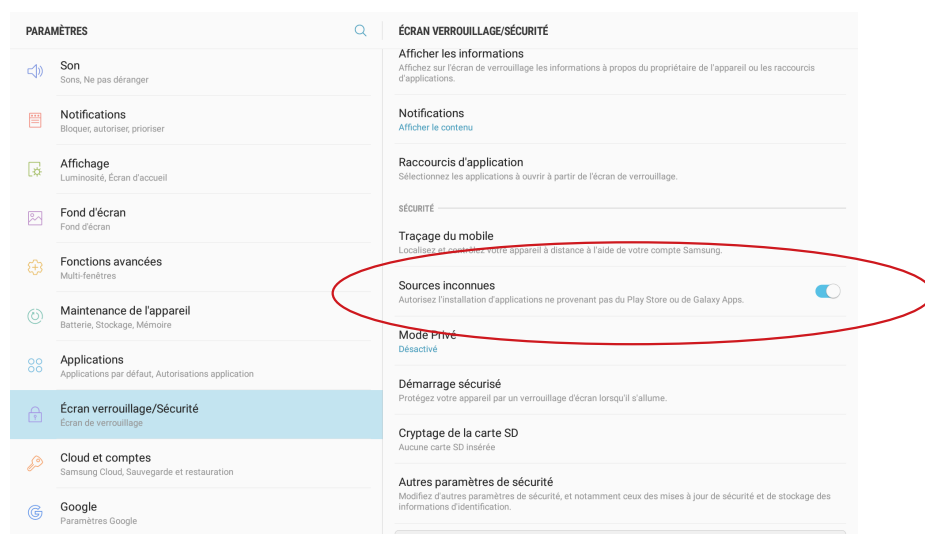 PARAMÈTRES
Son
Sons, Ne pas déranger
Notifications
Bloquer, autoriser, prioriser
Affichage
Luminosité, Écran d'accueil
Fond d'écran
Fond d'écran
Fonctions avancées
Multi-fenêtres
Maintenance de l'appareil
Batterie, Stockage, Mémoire
Applications
Applications par défaut, Autorisations application
Écran verrouillage/Sécurité
Écran de verrouillage
Cloud et comptes
Samsung Cloud, Sauvegarde et restauration
Google
Paramètres Google
ÉCRAN VERROUILLAGE/SÉCURITÉ
Afficher les informations
Affichez sur l'écran de verrouillage les informations à propos du propriétaire de l'appareil ou les raccourcis
d'applications.
Notifications
Afficher le contenu
Raccourcis d'application
Sélectionnez les applications à ouvrir à partir de l'écran de verrouillage.
SÉCURITÉ
Traçage du mobile
Localisez et contrôlez votre appareil à distance à l'aide de votre compte Samsung.
Sources inconnues
Autorisez l'installation d'applications ne provenant pas du Play Store ou de Galaxy Apps.
Mode Privé
Désactivé
Démarrage sécurisé
Protégez votre appareil par un verrouillage d'écran lorsqu'il s'allume.
Cryptage de la carte SD
Aucune carte SD insérée
Autres paramètres de sécurité
Modifiez d'autres paramètres de sécurité, et notamment ceux des mises à jour de sécurité et de stockage des
informations d'identification.